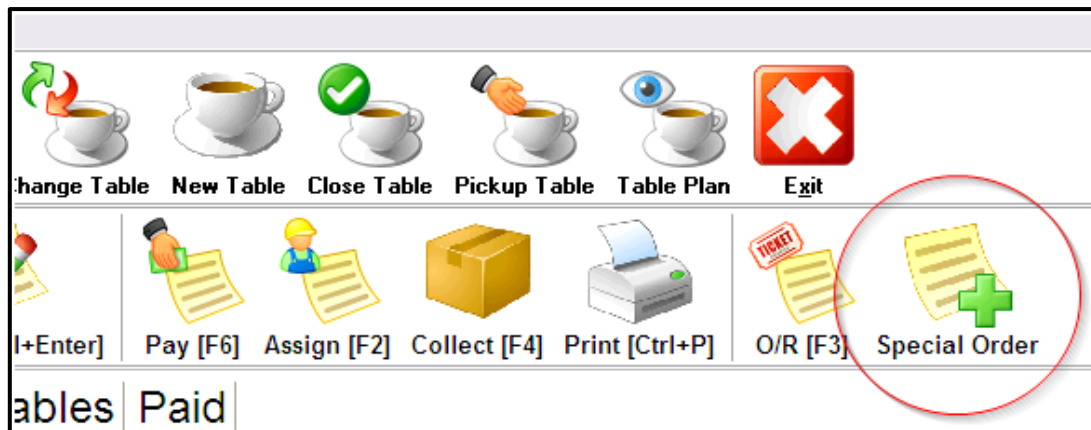 Change Table New Table Close Table Pickup Table Table Plan Exit
TICKET
l+Enter] Pay [F6] Assign [F2] Collect [F4] Print [Ctrl+P] O/R [F3] Special Order
ables Paid